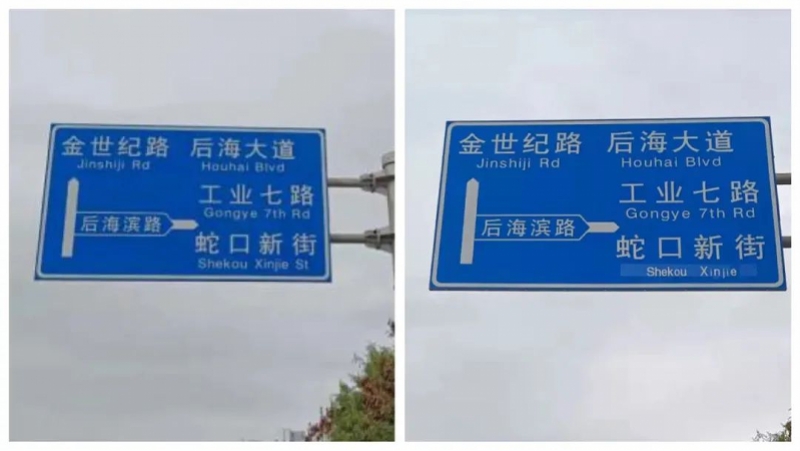 金世纪路 后海大道
Jinshiji Rd Houhai Blvd
工业七路
Gongye 7th Rd
后海滨路
蛇口新街
Shekou Xinjie St
金世纪路 后海大道
Jinshiji Rd Houhai Blvd
工业七路
Gongye 7th Rd
后海滨路
蛇口新街
Shekou Xinjie